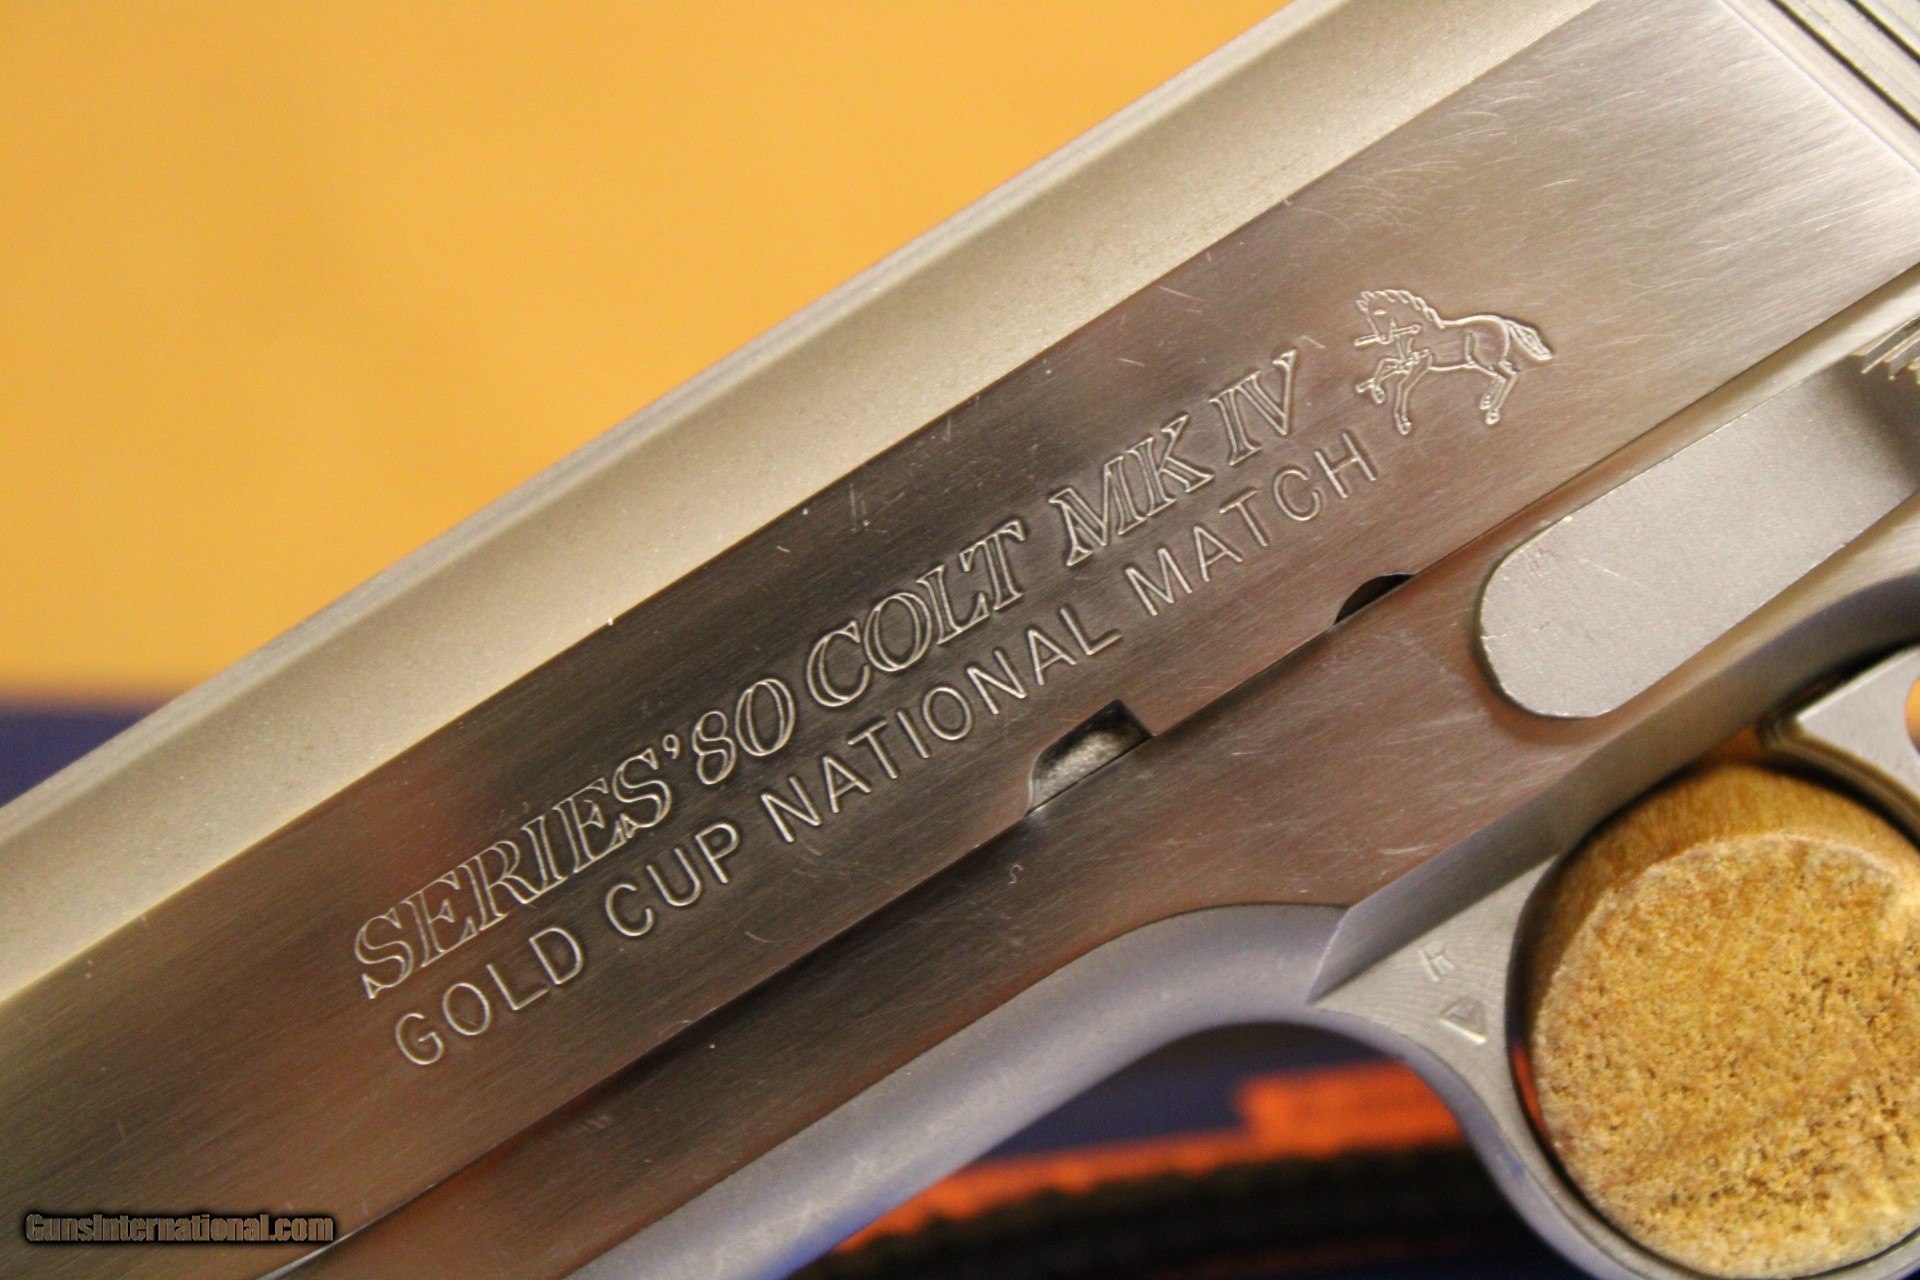 SERIES'80 COLT MK IV
GOLD CUP NATIONAL MATCH
R
V
GunsInternational.com